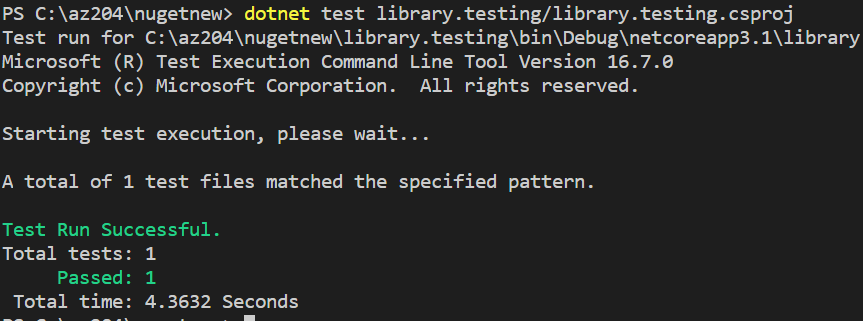 PS C:\az204\nugetnew> dotnet test library.testing/library.testing.csproj
Test run for C:\az204\nugetnew\library.testing\bin\Debug\netcoreapp3.1\library
Microsoft (R) Test Execution Command Line Tool Version 16.7.0
Copyright (c) Microsoft Corporation.  All rights reserved.

Starting test execution, please wait...

A total of 1 test files matched the specified pattern.

Test Run Successful.
Total tests: 1
     Passed: 1
 Total time: 4.3632 Seconds